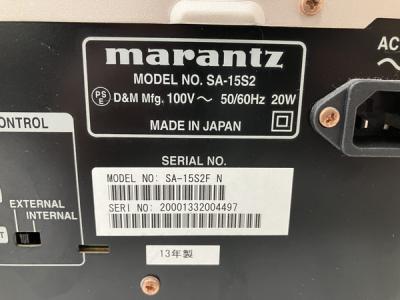 marantz
MODEL NO. SA-15S2
PS
E
D&M Mfg. 100V ~ 50/60Hz 20W
MADE IN JAPAN
AC
CONTROL
EXTERNAL
INTERNAL
SERIAL NO.
MODEL NO: SA-15S2F N
SERI NO: 20001332004497
13年製